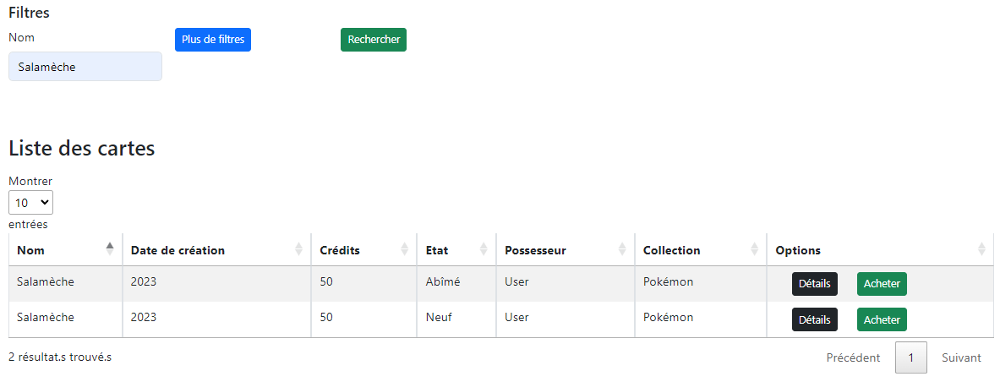 Filtres
Nom Plus de filtres Rechercher
Salamèche
Liste des cartes
Montrer
10
entrées
Nom Date de création Crédits Etat Possesseur Collection Options
Salamèche 2023 50 Abîmé User Pokémon Détails Acheter
Salamèche 2023 50 Neuf User Pokémon Détails Acheter
2 résultat.s trouvé.s Précédent 1 Suivant